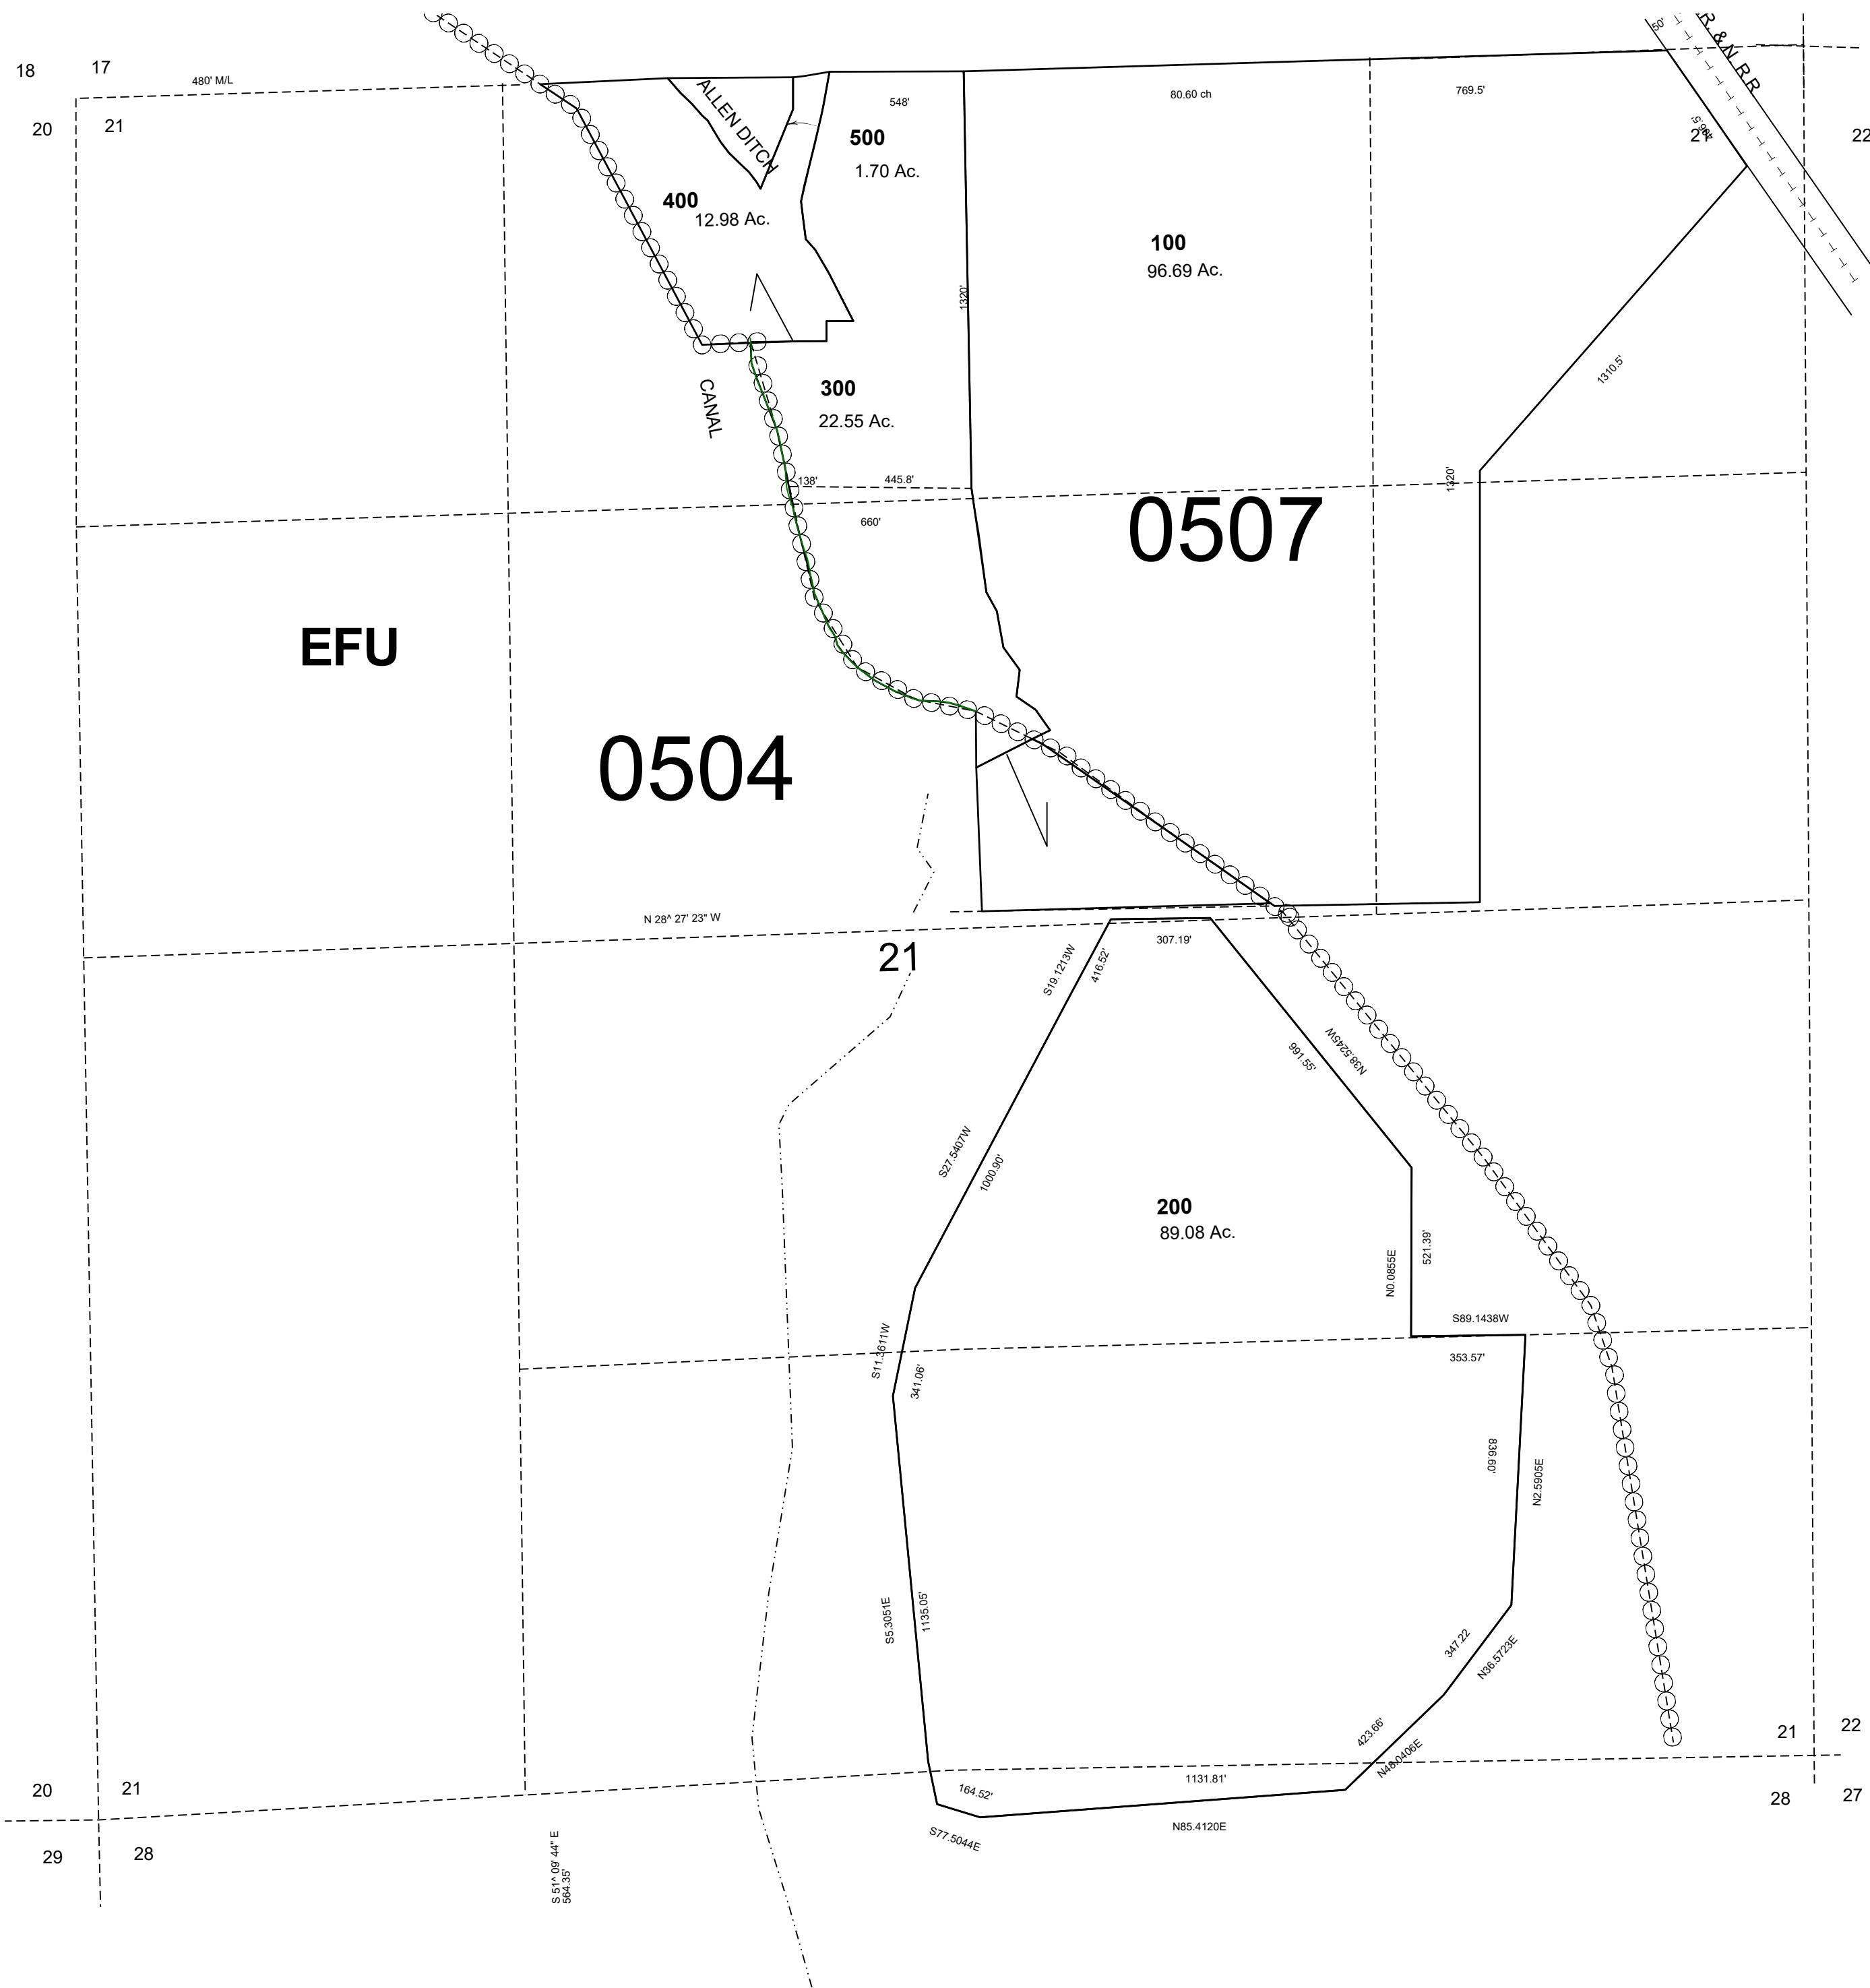 18
17
480' M/L
20
21
ALLEN DITCH
548'
500
1.70 Ac.
400
12.98 Ac.
80.60 ch
769.5'
50'
R. & N RR
496.5'
21
22
100
96.69 Ac.
1320'
1310.5'
CANAL
300
22.55 Ac.
138'
445.8'
660'
1320'
0507
EFU
0504
N 28^ 27' 23" W
21
307.19'
S19.1213W
416.52'
N38.5245W
991.55'
S27.5407W
1000.90'
200
89.08 Ac.
N0.0855E
521.39'
S89.1438W
353.57'
S11.3611W
341.06'
836.60'
N2.5905E
S5.3051E
1135.05'
347.22
N36.5723E
423.66'
N48.0406E
21
22
20
21
164.52'
1131.81'
28
27
S77.5044E
N85.4120E
29
28
S 51^ 09' 44" E
564.35'